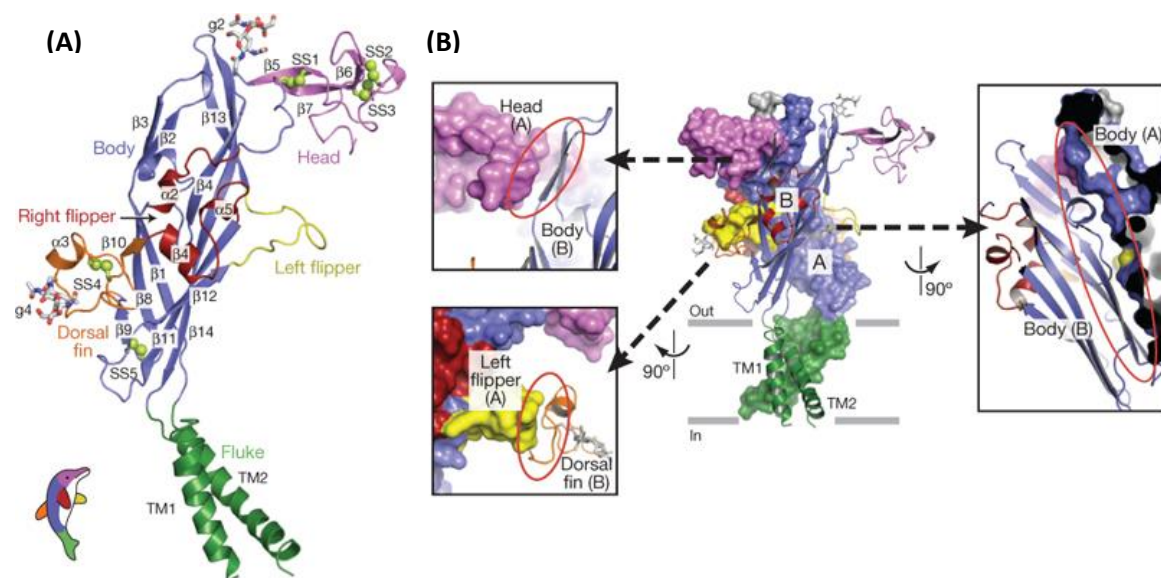 (A)
g2
SS1
SS2
β5
β6
SS3
β7
β3
β13
Head
Body
β2
β4
α2
α5
Right flipper
α3
β10
β4
Left flipper
SS4
β1
β8
β12
g4
β9
Dorsal
fin
β11
β14
SS5
Fluke
TM2
TM1
(B)
Head
(A)
Body
(B)
Body (A)
Body (B)
B
A
90°
Out
TM1
TM2
In
90°
Left
flipper
(A)
Dorsal
fin (B)